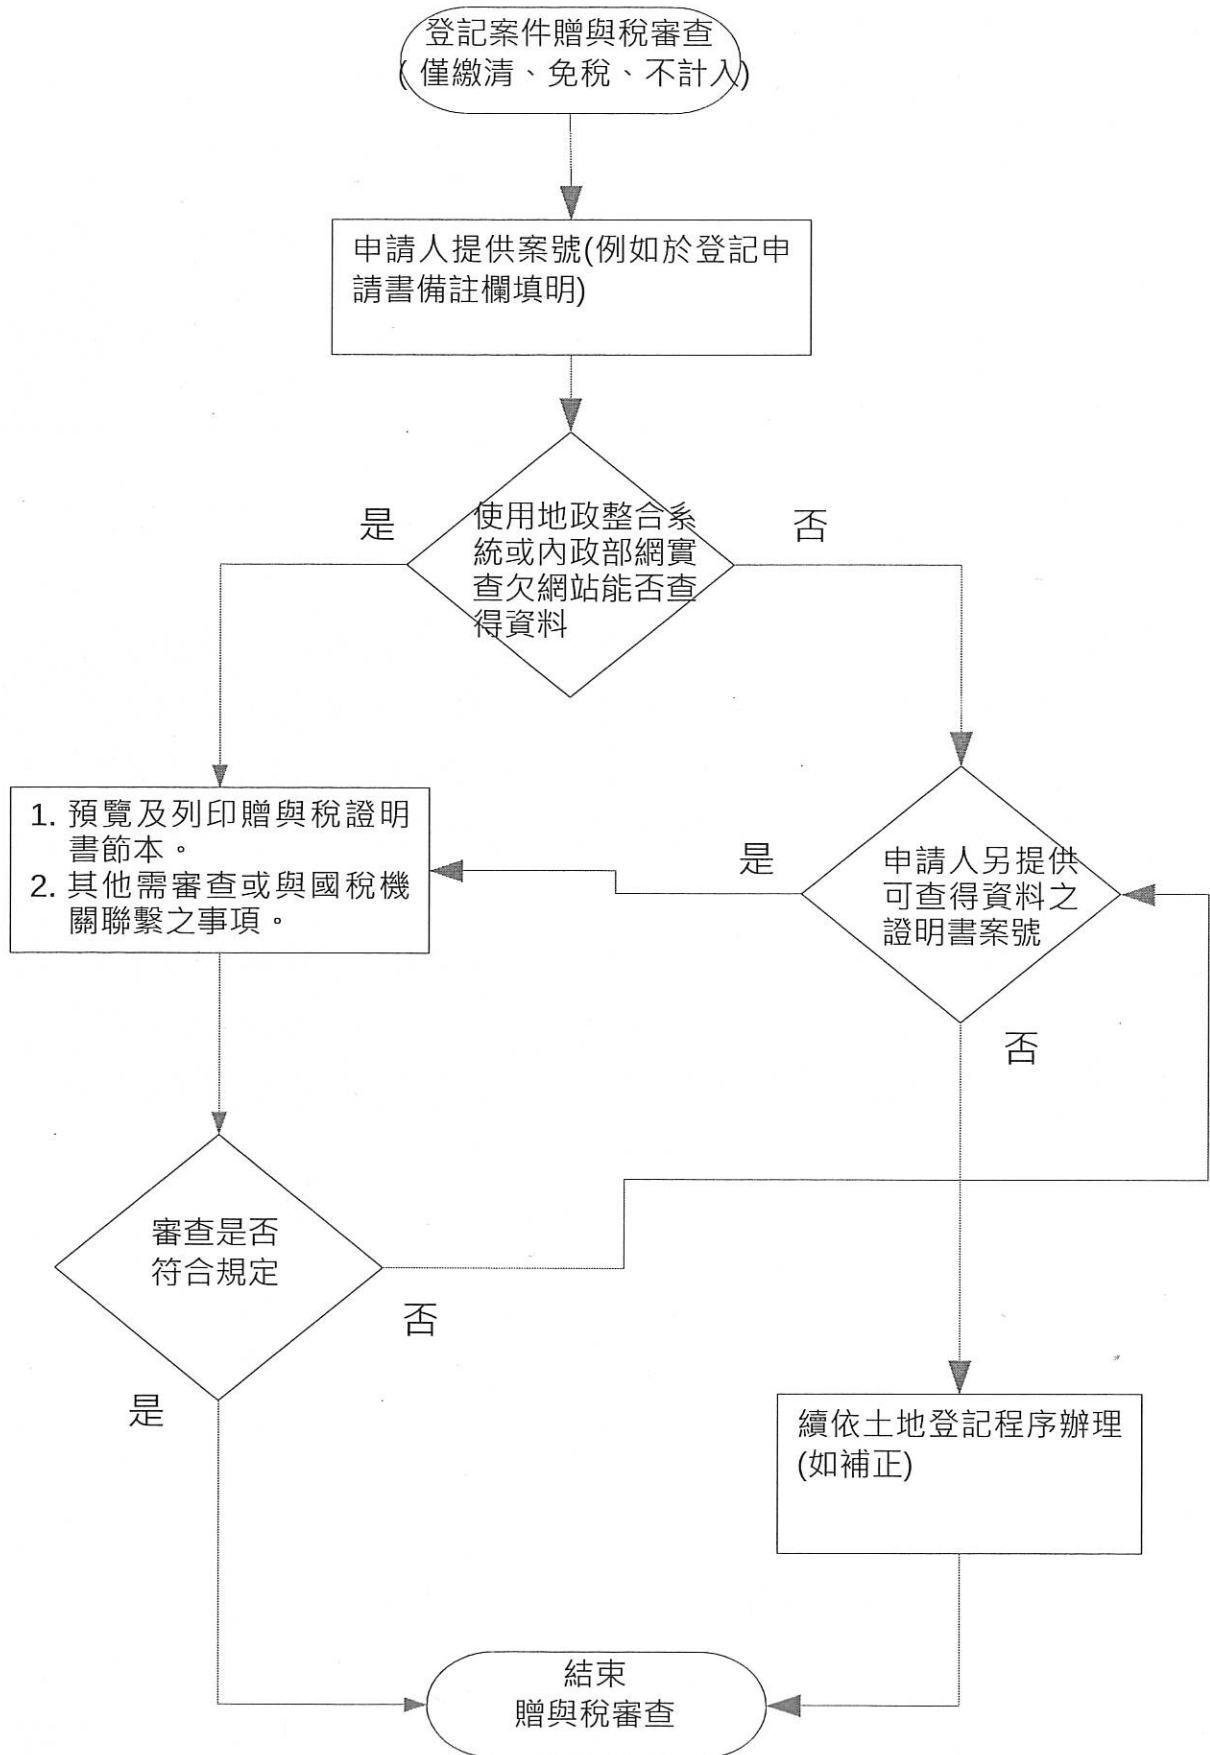 登記案件贈與稅審查
(僅繳清、免稅、不計入)
申請人提供案號(例如於登記申
請書備註欄填明)
是
使用地政整合系
統或內政部網實
查欠網站能否查
得資料
否
1. 預覽及列印贈與稅證明
書節本。
2. 其他需審查或與國稅機
關聯繫之事項。
是
申請人另提供
可查得資料之
證明書案號
否
審查是否
符合規定
否
是
續依土地登記程序辦理
(如補正)
結束
贈與稅審查